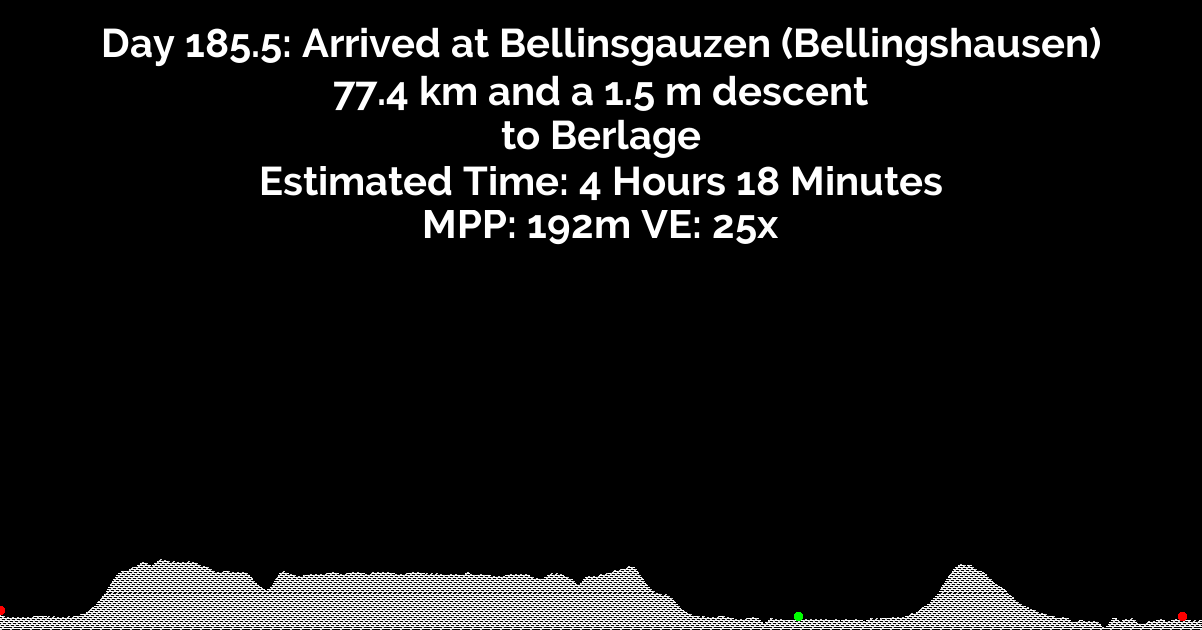 Day 185.5: Arrived at Bellinsgauzen (Bellingshausen)
77.4 km and a 1.5 m descent
to Berlage
Estimated Time: 4 Hours 18 Minutes
MPP: 192m VE: 25x